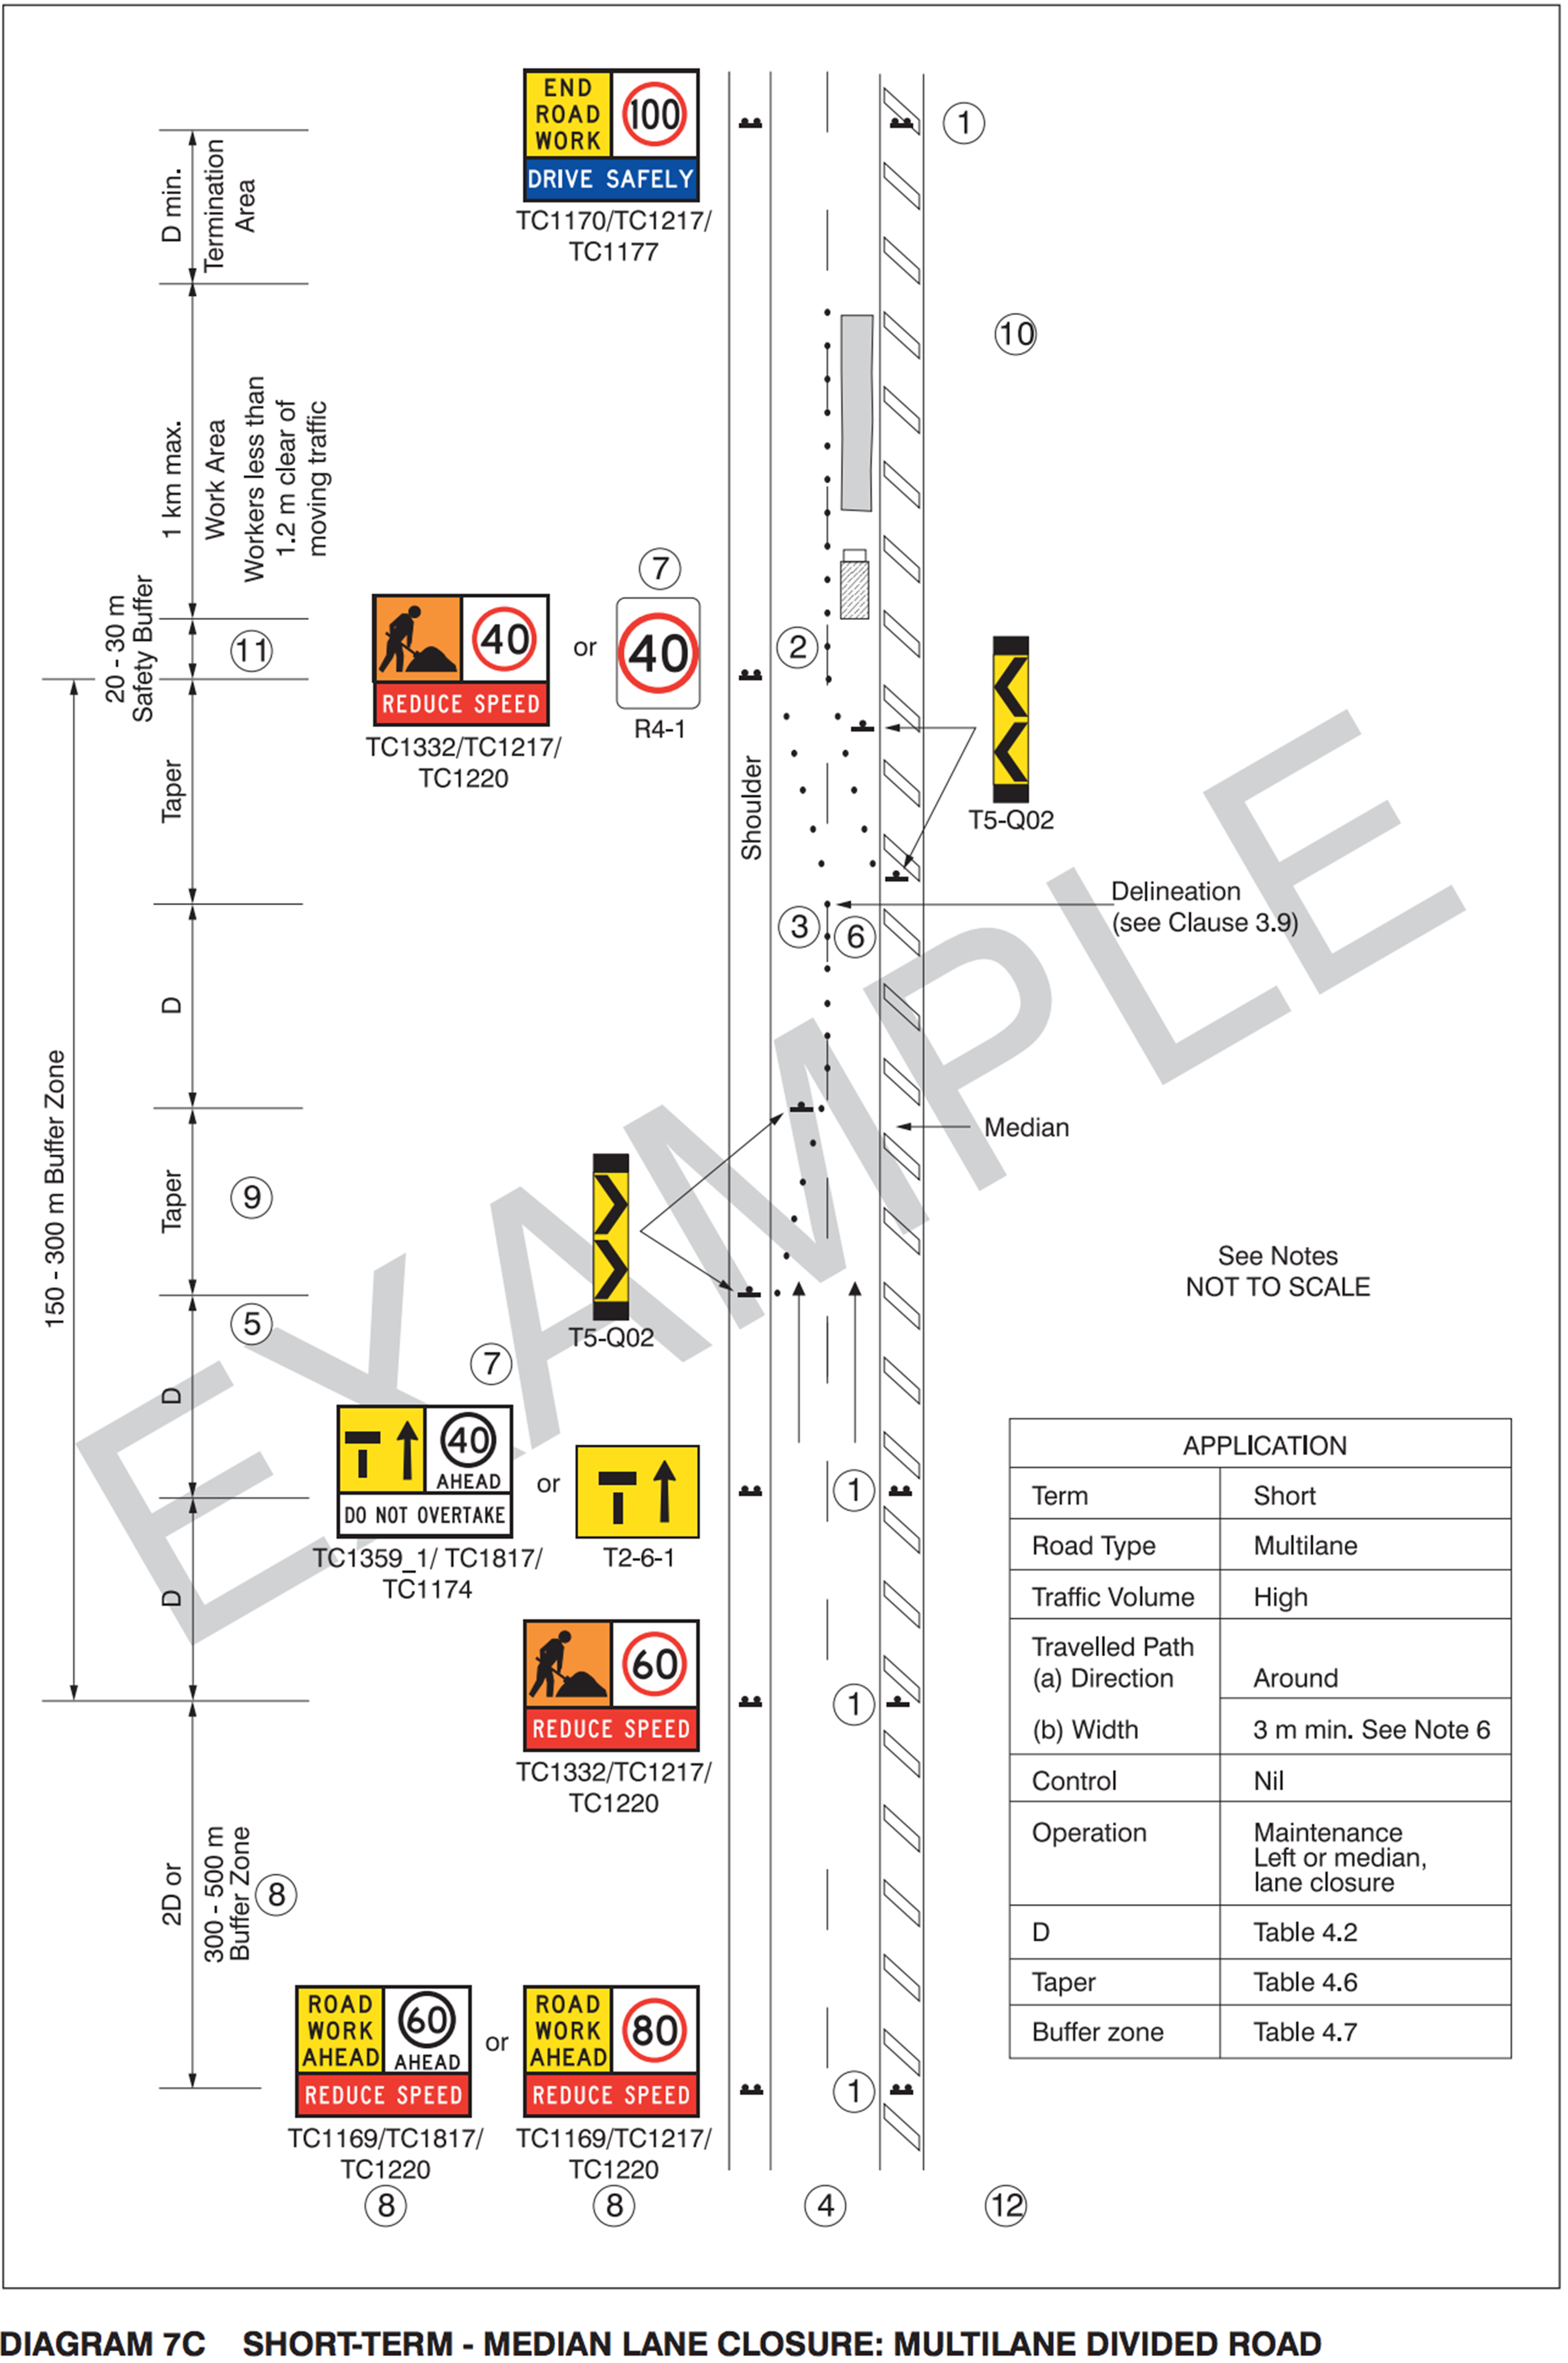 END
ROAD
WORK
100
DRIVE SAFELY
TC1170/TC1217/
TC1177
1
D min.
Termination
Area
10
1 km max.
Work Area
Workers less than
1.2 m clear of
moving traffic
20 - 30 m
Safety Buffer
11
40
REDUCE SPEED
TC1332/TC1217/
TC1220
or
7
40
R4-1
2
T5-Q02
Taper
Shoulder
Delineation
(see Clause 3.9)
3
6
D
150 - 300 m Buffer Zone
Median
Taper
9
T5-Q02
See Notes
NOT TO SCALE
5
7
D
40
AHEAD
DO NOT OVERTAKE
TC1359_1/ TC1817/
TC1174
or
T2-6-1
1
D
60
REDUCE SPEED
TC1332/TC1217/
TC1220
1
2D or
300 - 500 m
Buffer Zone
8
ROAD
WORK
AHEAD
60
AHEAD
REDUCE SPEED
TC1169/TC1817/
TC1220
8
or
ROAD
WORK
AHEAD
80
REDUCE SPEED
TC1169/TC1217/
TC1220
8
1
4
12
APPLICATION
Term Short
Road Type Multilane
Traffic Volume High
Travelled Path
(a) Direction Around
(b) Width 3 m min. See Note 6
Control Nil
Operation Maintenance
Left or median,
lane closure
D Table 4.2
Taper Table 4.6
Buffer zone Table 4.7
EXAMPLE
DIAGRAM 7C SHORT-TERM - MEDIAN LANE CLOSURE: MULTILANE DIVIDED ROAD